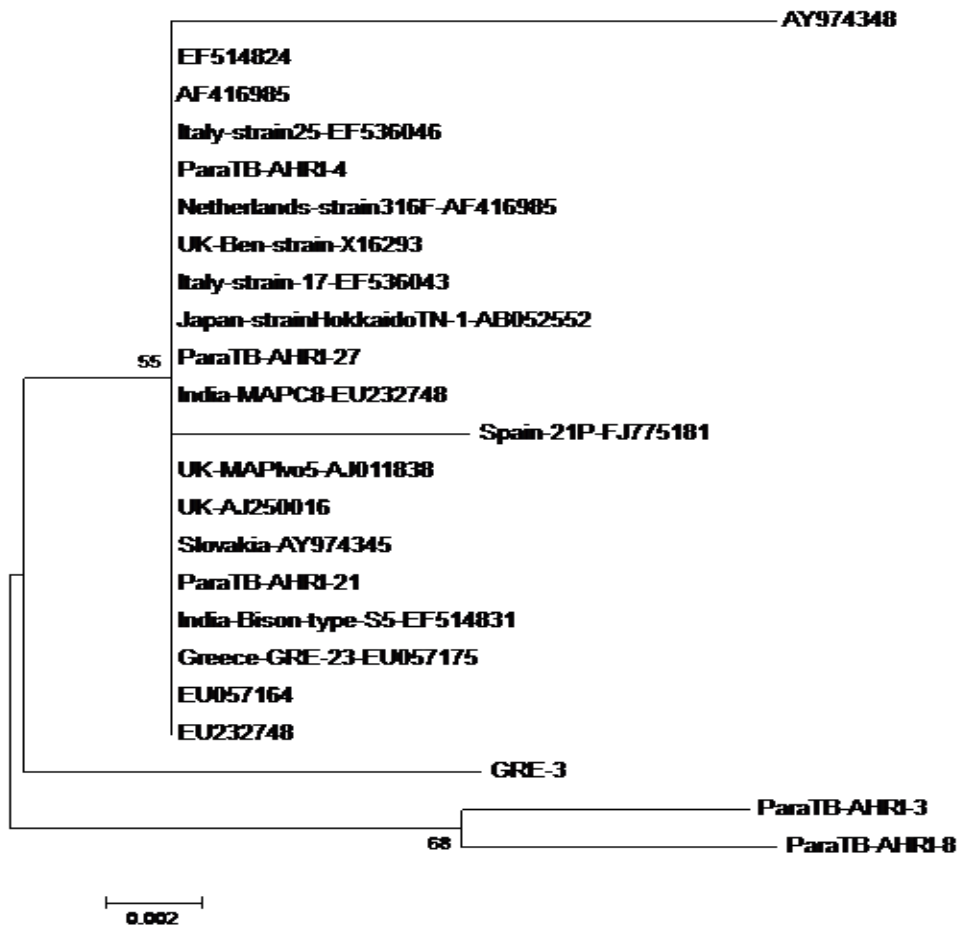 AY974348
EF514824
AF416985
Italy-strain25-EF536046
ParaTB-AHRI-4
Netherlands-strain316F-AF416985
UK-Ben-strain-X16293
Italy-strain-17-EF536043
Japan-strainHokkaidoTN-1-AB052552
55
ParaTB-AHRI-27
India-MAPC8-EU232748
Spain-21P-FJ775181
UK-MAPlvo5-AJ011838
UK-AJ250016
Slovakia-AY974345
ParaTB-AHRI-21
India-Bison-type-S5-EF514831
Greece-GRE-23-EU057175
EU057164
EU232748
GRE-3
ParaTB-AHRI-3
68
ParaTB-AHRI-8
0.002